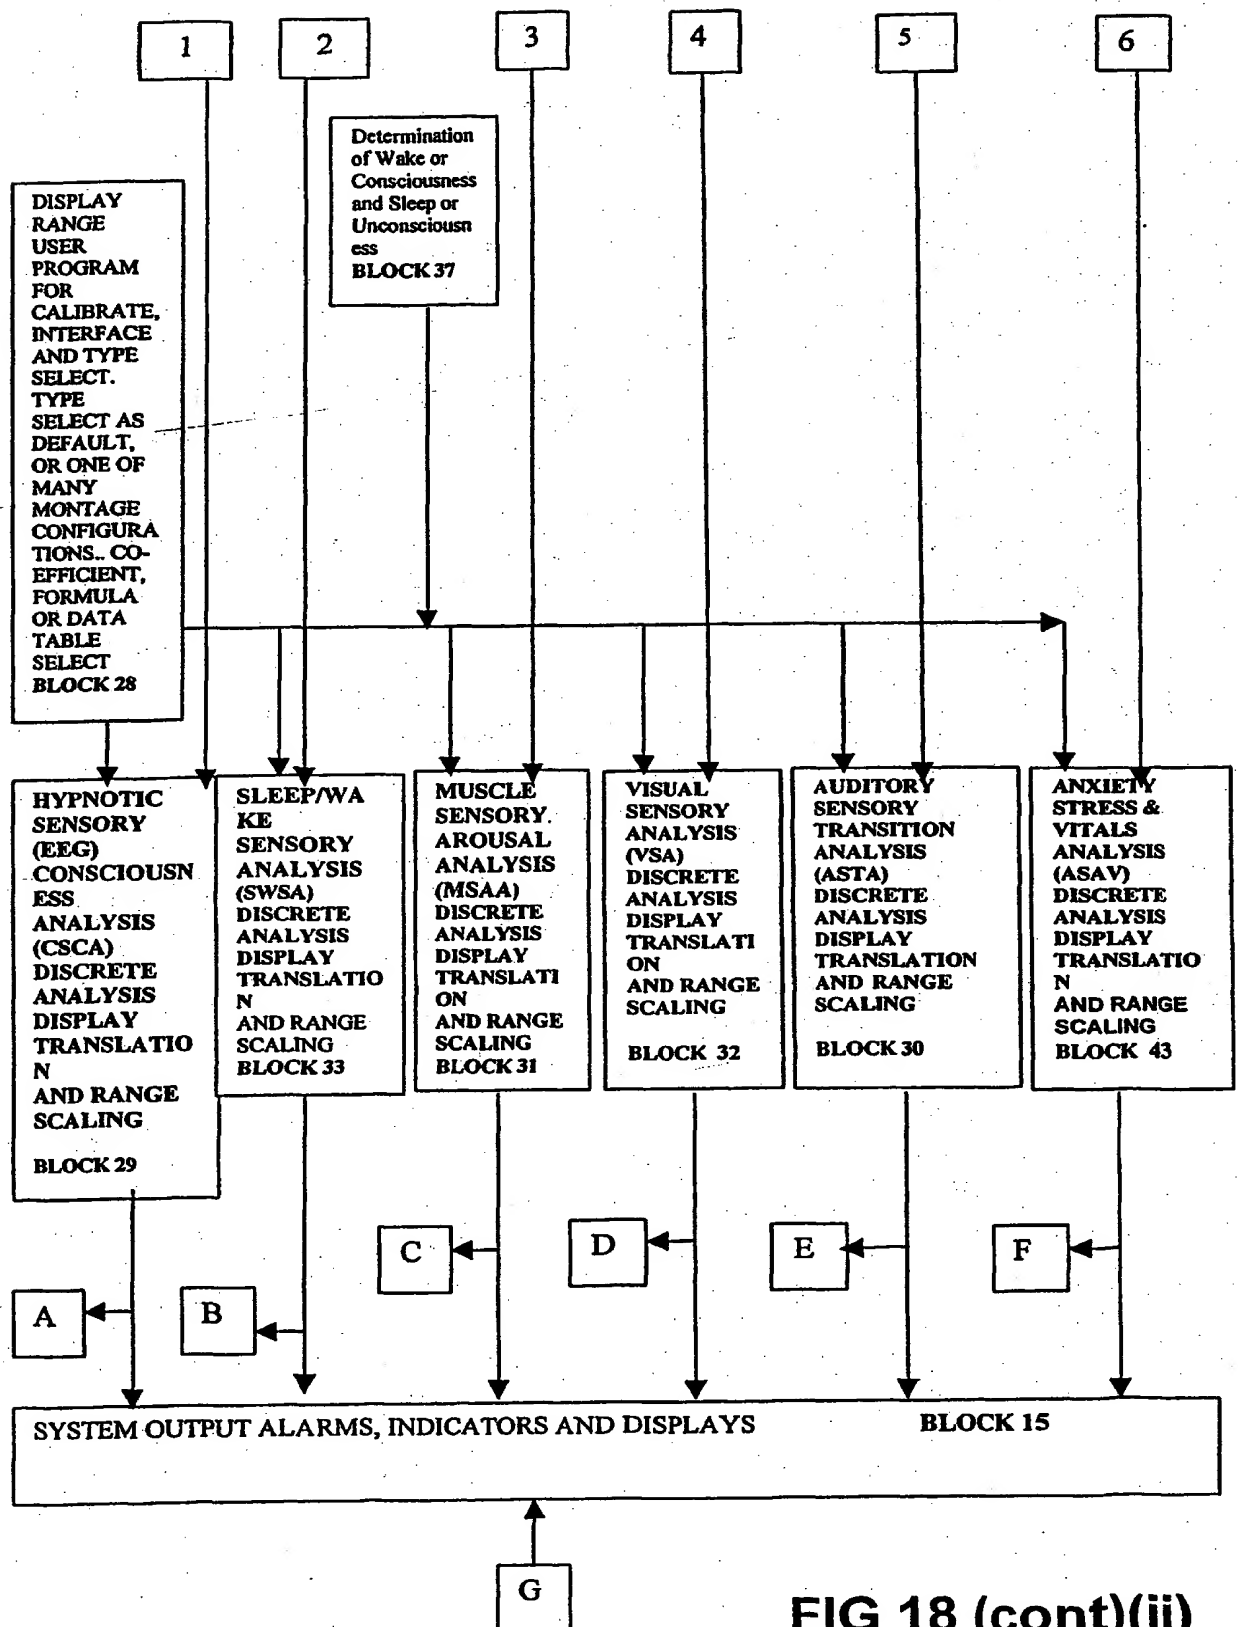 1
2
3
4
5
6
Determination
of Wake or
Consciousness
and Sleep or
Unconsciousn
ess
BLOCK 37
DISPLAY
RANGE
USER
PROGRAM
FOR
CALIBRATE,
INTERFACE
AND TYPE
SELECT.
TYPE
SELECT AS
DEFAULT,
OR ONE OF
MANY
MONTAGE
CONFIGURA
TIONS.. CO-
EFFICIENT,
FORMULA
OR DATA
TABLE
SELECT
BLOCK 28
HYPNOTIC
SENSORY
(EEG)
CONSCIOUSN
ESS
ANALYSIS
(CSCA)
DISCRETE
ANALYSIS
DISPLAY
TRANSLATIO
N
AND RANGE
SCALING
BLOCK 29
SLEEP/WA
KE
SENSORY
ANALYSIS
(SWSA)
DISCRETE
ANALYSIS
DISPLAY
TRANSLATIO
N
AND RANGE
SCALING
BLOCK 33
MUSCLE
SENSORY.
AROUSAL
ANALYSIS
(MSAA)
DISCRETE
ANALYSIS
DISPLAY
TRANSLATI
ON
AND RANGE
SCALING
BLOCK 31
VISUAL
SENSORY
ANALYSIS
(VSA)
DISCRETE
ANALYSIS
DISPLAY
TRANSLATI
ON
AND RANGE
SCALING
BLOCK 32
AUDITORY
SENSORY
TRANSITION
ANALYSIS
(ASTA)
DISCRETE
ANALYSIS
DISPLAY
TRANSLATION
AND RANGE
SCALING
BLOCK 30
ANXIETY
STRESS &
VITALS
ANALYSIS
(ASAV)
DISCRETE
ANALYSIS
DISPLAY
TRANSLATIO
N
AND RANGE
SCALING
BLOCK 43
A
B
C
D
E
F
SYSTEM OUTPUT ALARMS, INDICATORS AND DISPLAYS BLOCK 15
G
FIG 18 (cont)(ii)